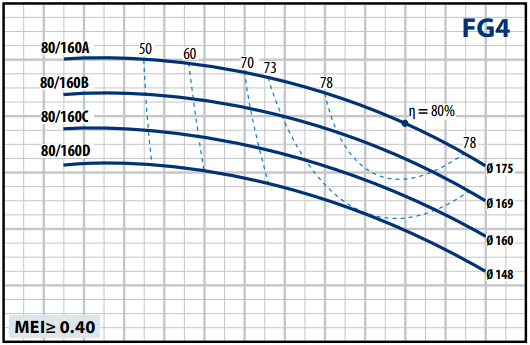 FG4
80/160A
50
60
70
73
78
η = 80%
80/160B
80/160C
80/160D
78
Ø 175
Ø 169
Ø 160
Ø 148
MEI≥ 0.40